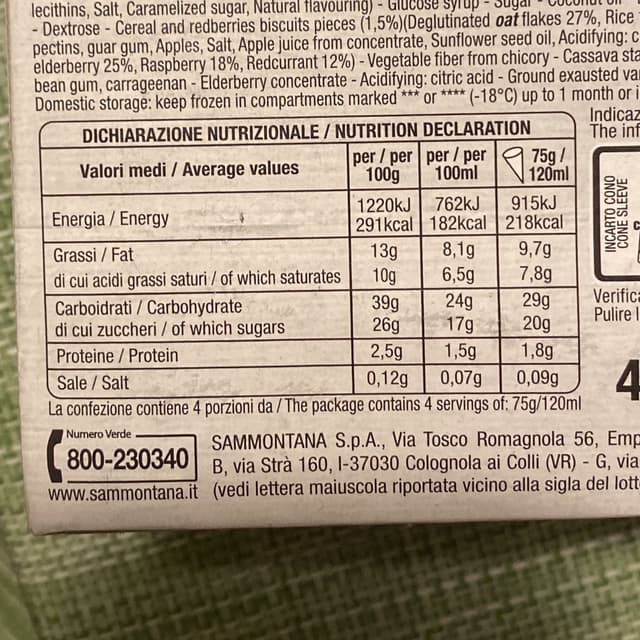 lecithins, Salt, Caramelized sugar, Natural flavouring) - Glucose syrup - Sugar -
- Dextrose - Cereal and redberries biscuits pieces (1,5%)(Deglutinated oat flakes 27%, Rice
pectins, guar gum, Apples, Salt, Apple juice from concentrate, Sunflower seed oil, Acidifying:
elderberry 25%, Raspberry 18%, Redcurrant 12%) - Vegetable fiber from chicory - Cassava
bean gum, carrageenan - Elderberry concentrate - Acidifying: citric acid - Ground exausted
Domestic storage: keep frozen in compartments marked *** or **** (-18°C) up to 1 month or
DICHIARAZIONE NUTRIZIONALE / NUTRITION DECLARATION
Valori medi / Average values per / per 100g per / per 100ml 75g / 120ml
Energia / Energy 1220kJ 291kcal 762kJ 182kcal 915kJ 218kcal
Grassi / Fat 13g 8,1g 9,7g
di cui acidi grassi saturi / of which saturates 10g 6,5g 7,8g
Carboidrati / Carbohydrate 39g 24g 29g
di cui zuccheri / of which sugars 26g 17g 20g
Proteine / Protein 2,5g 1,5g 1,8g
Sale / Salt 0,12g 0,07g 0,09g
La confezione contiene 4 porzioni da / The package contains 4 servings of: 75g/120ml
The
INCARTO CONO
CONE SLEEVE
Pulire
4
Numero Verde
800-230340
www.sammontana.it
SAMMONTANA S.p.A., Via Tosco Romagnola 56,
B, via Strà 160, I-37030 Colognola ai Colli (VR) - G, via
(vedi lettera maiuscola riportata vicino alla sigla del